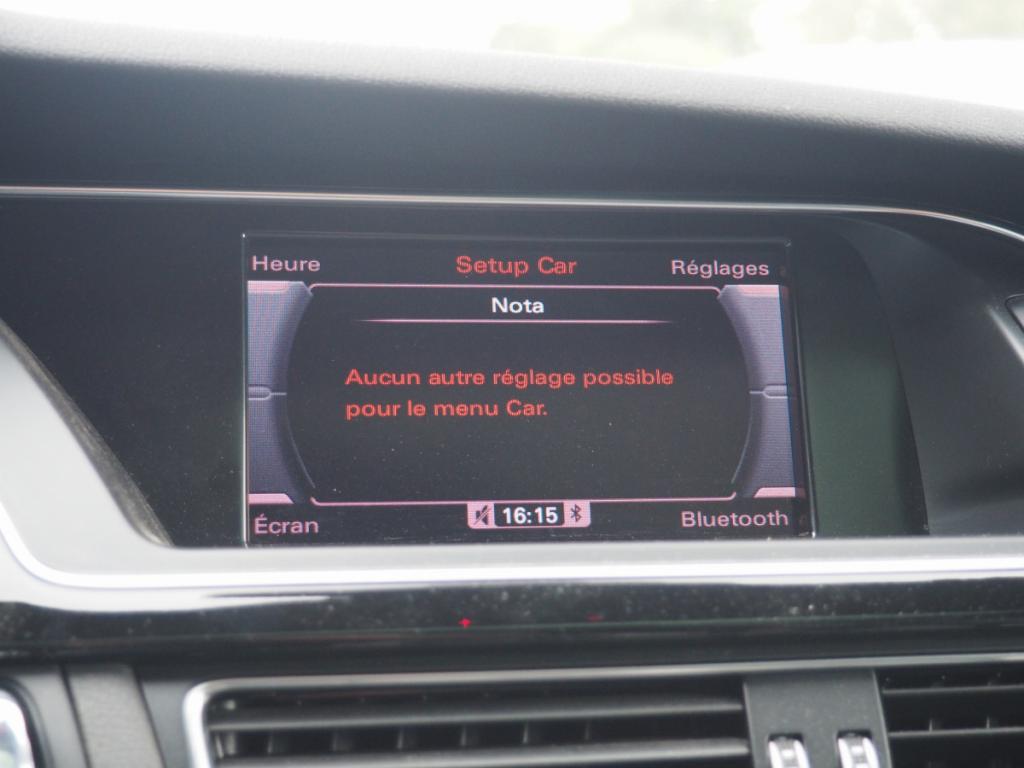 Heure
Setup Car
Réglages
Nota
Aucun autre réglage possible
pour le menu Car.
Écran
16:15
Bluetooth